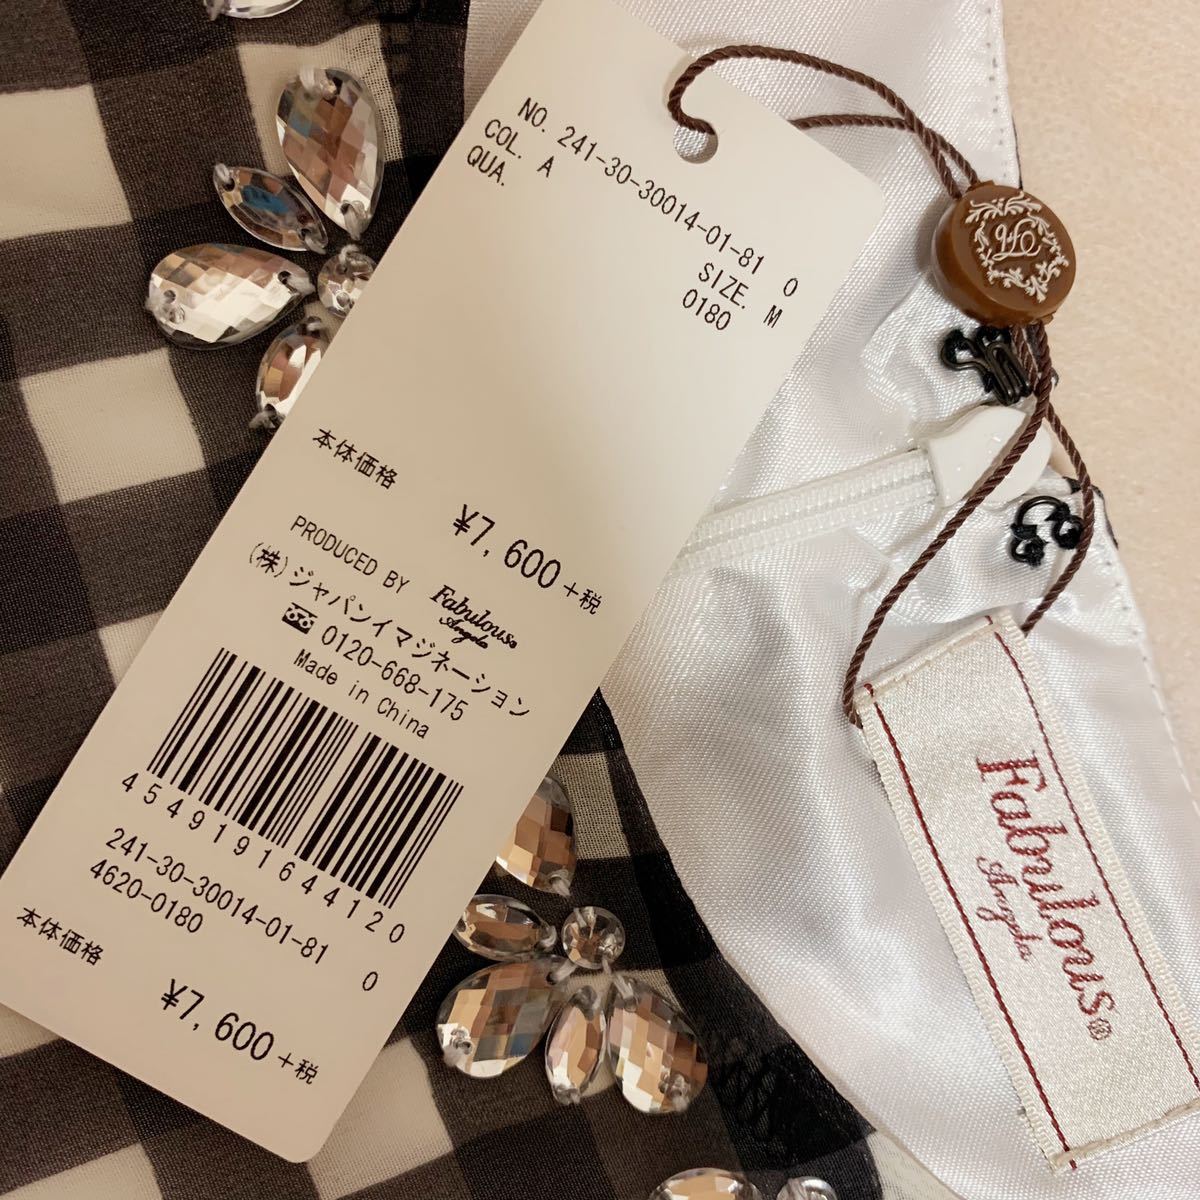 NO. 241-30-30014-01-81 0
COL. A SIZE. M
QUA. 0180
本体価格
¥7,600+税
PRODUCED BY Fabulous® Angela
(株)ジャパンイマジネーション
0120-668-175
Made in China
4549191644120
241-30-30014-01-81 0
4620-0180
本体価格
¥7,600+税
Fabulous®
Angela